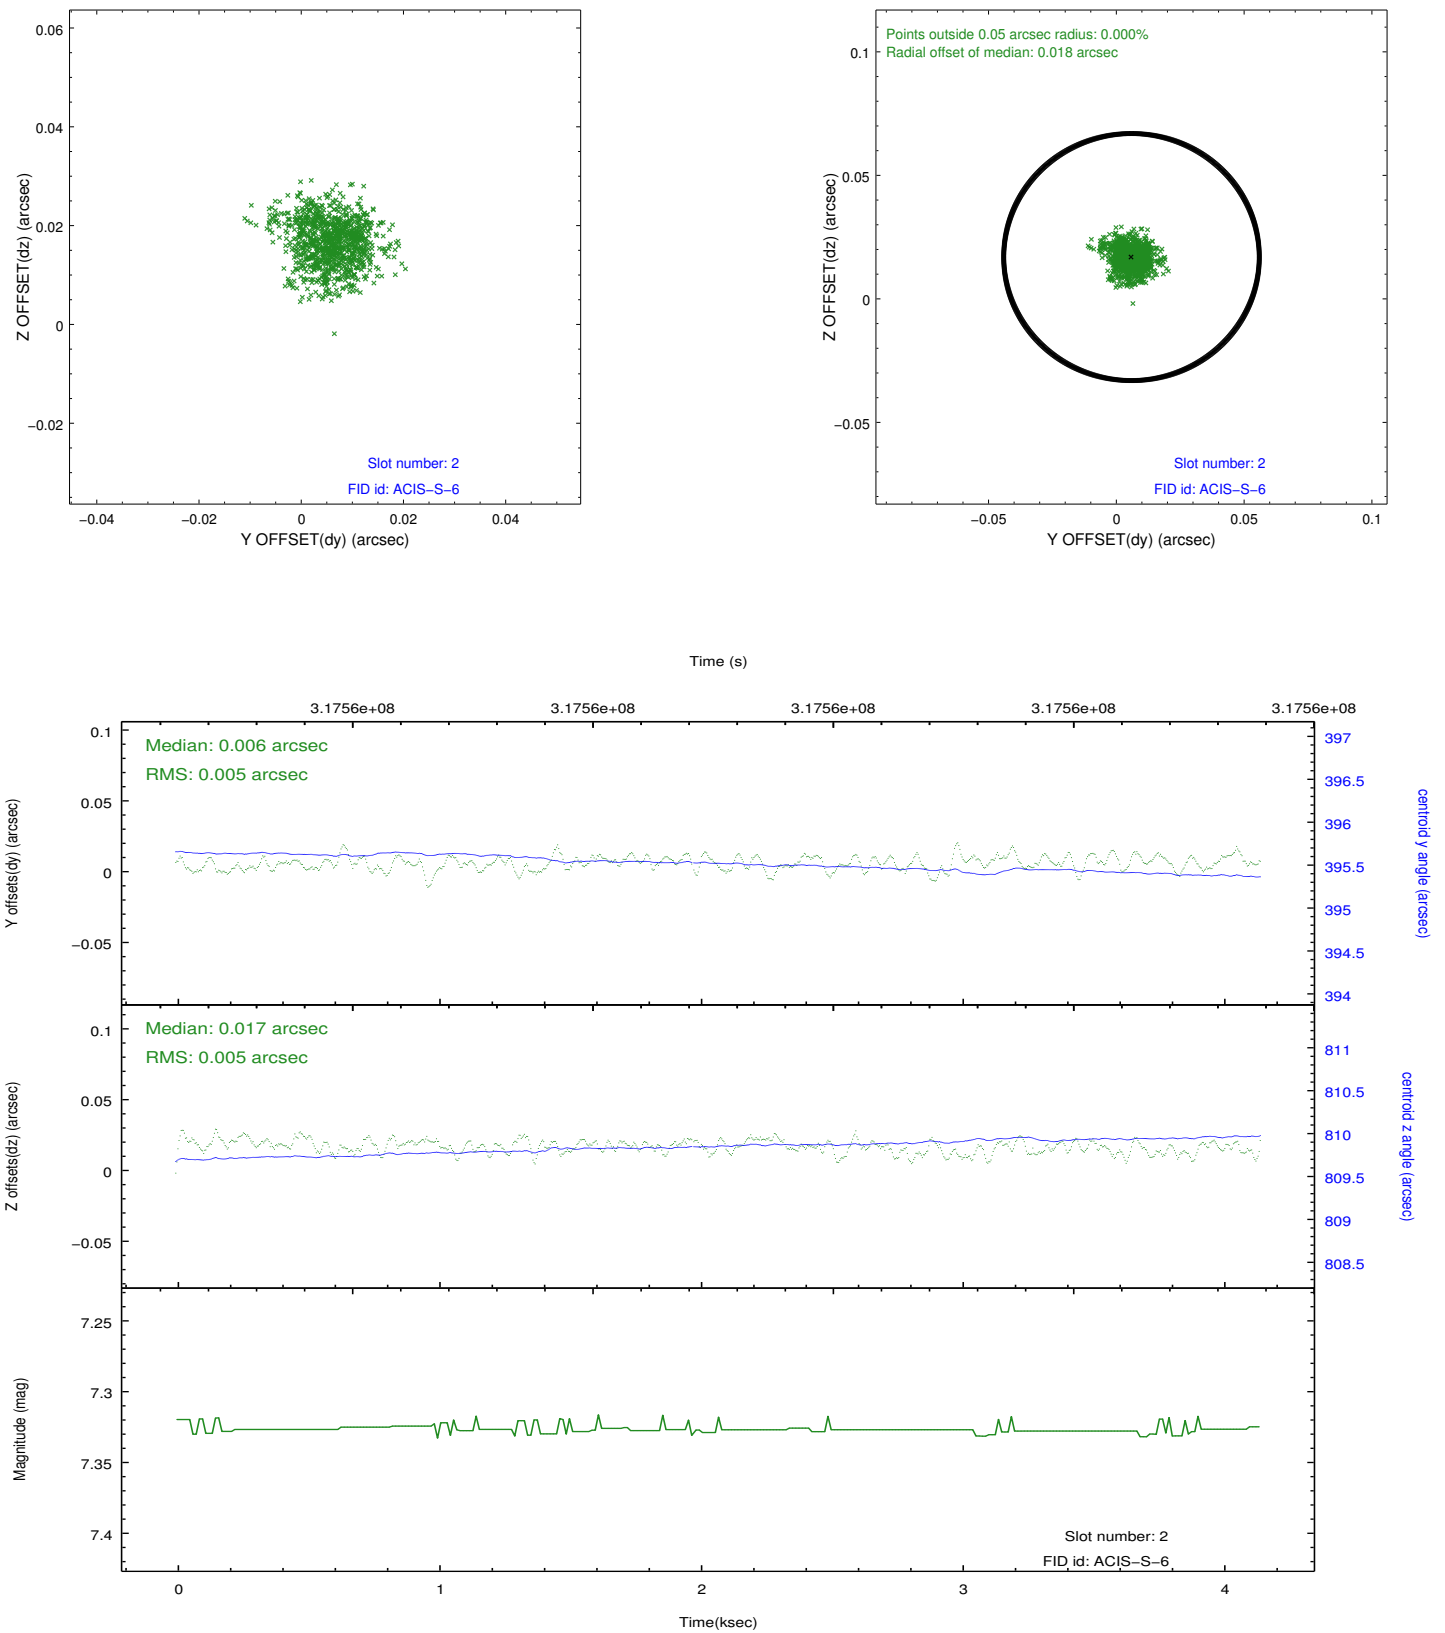 0.06
0.04
0.02
0
−0.02
Z OFFSET(dz) (arcsec)
Slot number: 2
FID id: ACIS−S−6
−0.04
−0.02
0
0.02
0.04
Y OFFSET(dy) (arcsec)
Points outside 0.05 arcsec radius: 0.000%
Radial offset of median: 0.018 arcsec
0.1
0.05
0
−0.05
Z OFFSET(dz) (arcsec)
Slot number: 2
FID id: ACIS−S−6
−0.05
0
0.05
0.1
Y OFFSET(dy) (arcsec)
Time (s)
3.1756e+08
3.1756e+08
3.1756e+08
3.1756e+08
3.1756e+08
Median: 0.006 arcsec
RMS: 0.005 arcsec
0.1
0.05
0
−0.05
Y offsets(dy) (arcsec)
397
396.5
396
395.5
395
394.5
394
centroid y angle (arcsec)
Median: 0.017 arcsec
RMS: 0.005 arcsec
0.1
0.05
0
−0.05
Z offsets(dz) (arcsec)
811
810.5
810
809.5
809
808.5
centroid z angle (arcsec)
7.25
7.3
7.35
7.4
Magnitude (mag)
Slot number: 2
FID id: ACIS−S−6
0
1
2
3
4
Time(ksec)